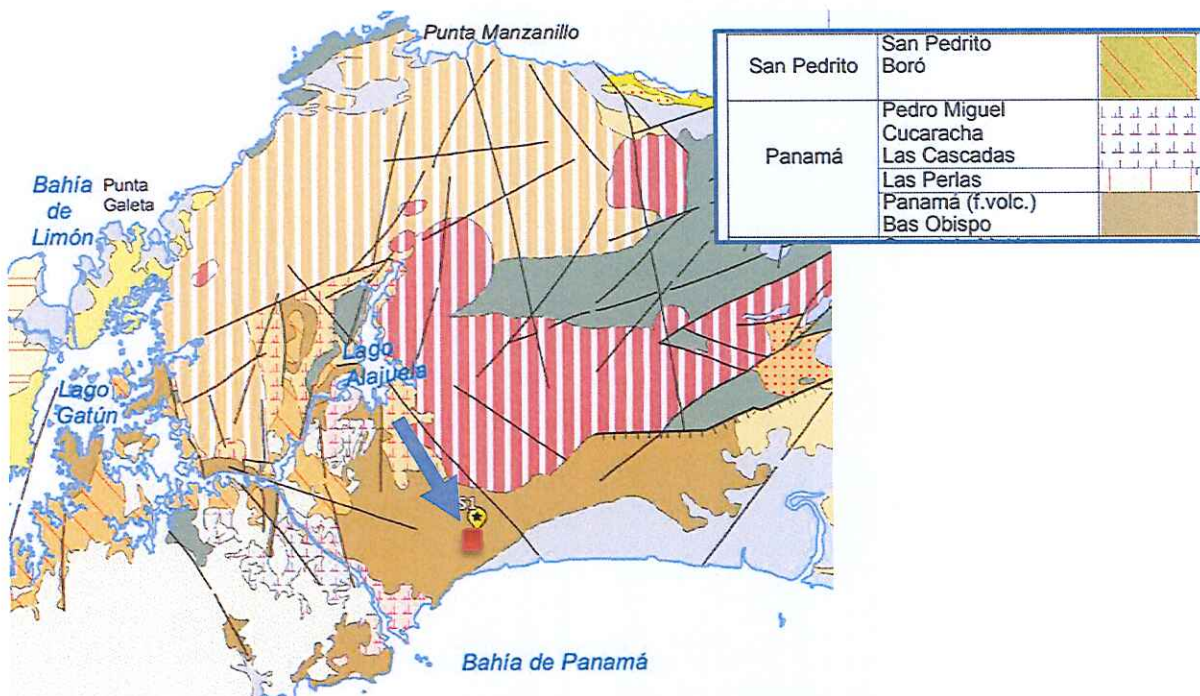 Punta Manzanillo
San Pedrito
San Pedrito
Boró
Panamá
Pedro Miguel
Cucaracha
Las Cascadas
Las Perlas
Panamá (f.volc.)
Bas Obispo
Bahía
de
Limón
Punta
Galeta
Lago
Alajuela
Lago
Gatún
S1
Bahía de Panamá